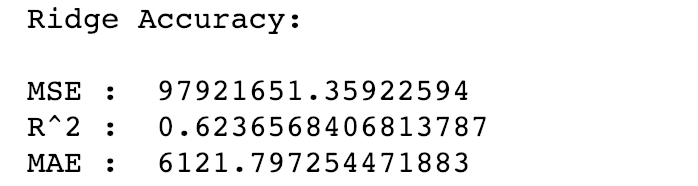 Ridge Accuracy:
MSE :  97921651.35922594
R^2 :  0.6236568406813787
MAE :  6121.797254471883